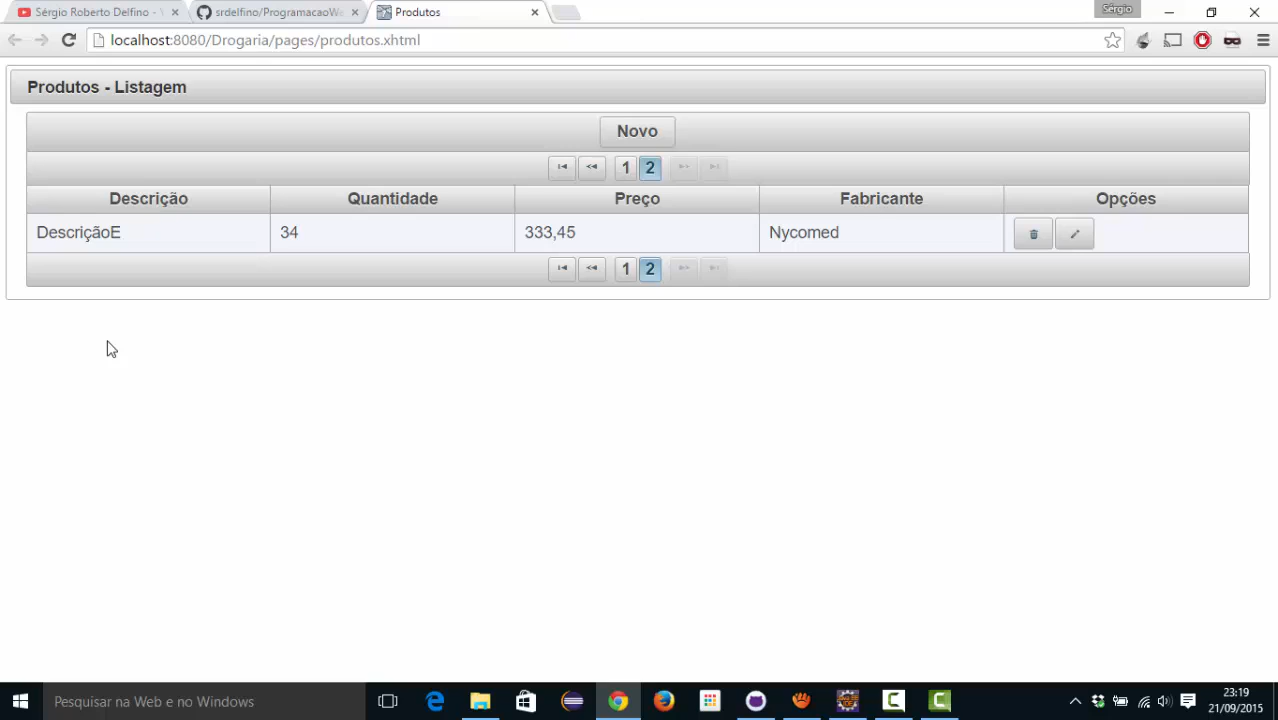 Sérgio Roberto Delfino - 
srdelfino/ProgramacaoWe
Produtos
Sérgio
localhost:8080/Drogaria/pages/produtos.xhtml
Produtos - Listagem
Novo
1 2
Descrição Quantidade Preço Fabricante Opções
DescriçãoE 34 333,45 Nycomed
1 2
Pesquisar na Web e no Windows
23:19
21/09/2015